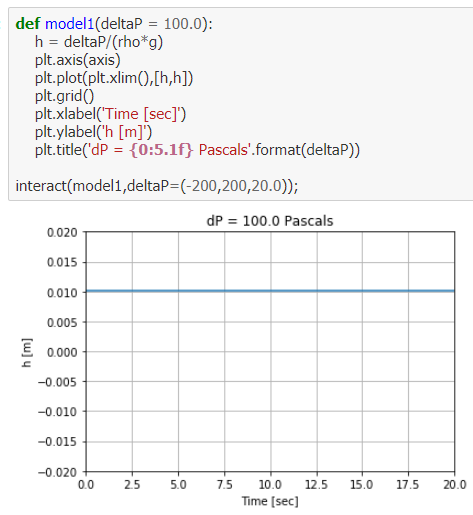 def model1(deltaP = 100.0):
    h = deltaP/(rho*g)
    plt.axis(axis)
    plt.plot(plt.xlim(),[h,h])
    plt.grid()
    plt.xlabel('Time [sec]')
    plt.ylabel('h [m]')
    plt.title('dP = {0:5.1f} Pascals'.format(deltaP))
interact(model1,deltaP=(-200,200,20.0));
dP = 100.0 Pascals
0.020
0.015
0.010
0.005
0.000
−0.005
−0.010
−0.015
−0.020
h [m]
0.0 2.5 5.0 7.5 10.0 12.5 15.0 17.5 20.0
Time [sec]